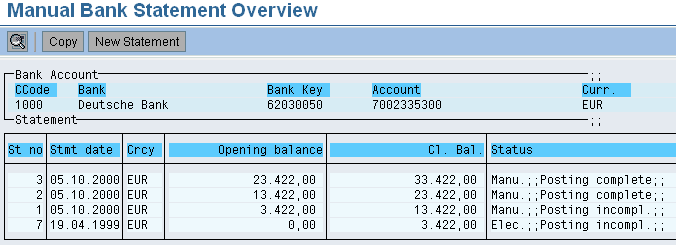 Manual Bank Statement Overview
Copy New Statement
Bank Account ;;
CCode Bank Bank Key Account Curr.
1000 Deutsche Bank 62030050 7002335300 EUR
Statement ;;
St no Stmt date Crcy Opening balance Cl. Bal. Status
3 05.10.2000 EUR 23.422,00 33.422,00 Manu.;;Posting complete;;
2 05.10.2000 EUR 13.422,00 23.422,00 Manu.;;Posting complete;;
1 05.10.2000 EUR 3.422,00 13.422,00 Manu.;;Posting incompl.;;
7 19.04.1999 EUR 0,00 3.422,00 Elec.;;Posting incompl.;;